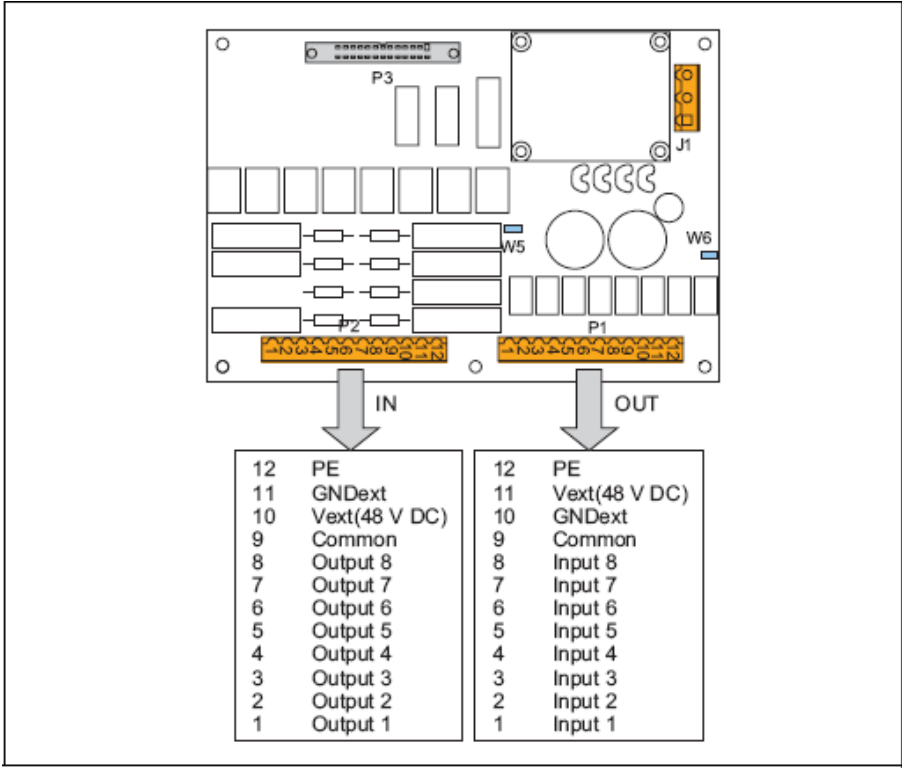 P3
J1
W5
W6
P2
P1
1 2 3 4 5 6 7 8 9 10 11 12
1 2 3 4 5 6 7 8 9 10 11 12
IN
OUT
12 PE
11 GNDext
10 Vext(48 V DC)
9 Common
8 Output 8
7 Output 7
6 Output 6
5 Output 5
4 Output 4
3 Output 3
2 Output 2
1 Output 1
12 PE
11 Vext(48 V DC)
10 GNDext
9 Common
8 Input 8
7 Input 7
6 Input 6
5 Input 5
4 Input 4
3 Input 3
2 Input 2
1 Input 1